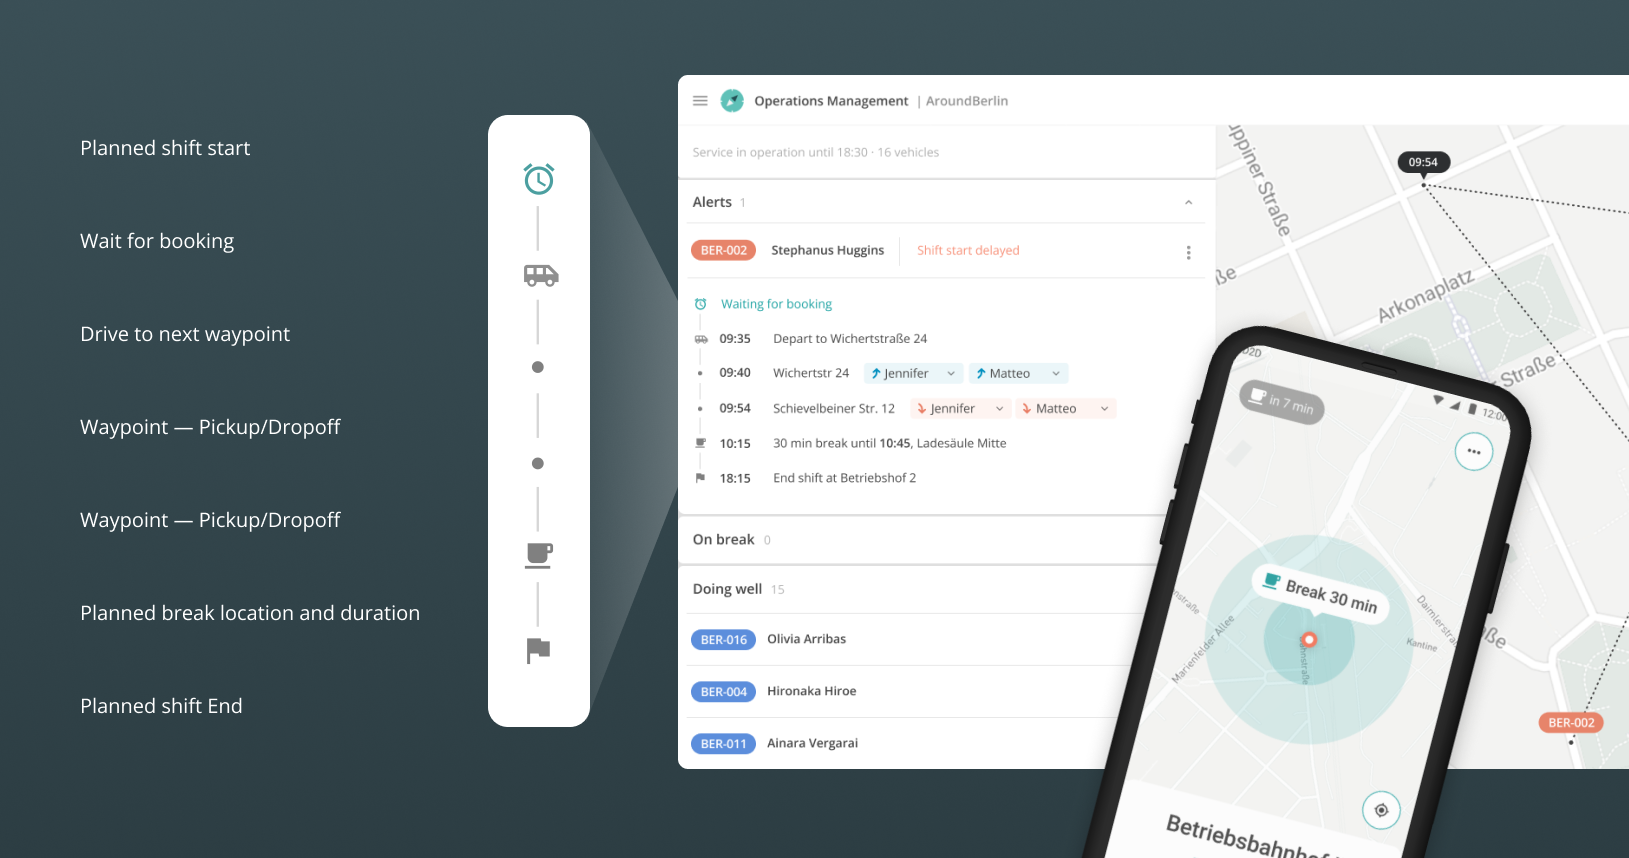 Planned shift start
Wait for booking
Drive to next waypoint
Waypoint — Pickup/Dropoff
Waypoint — Pickup/Dropoff
Planned break location and duration
Planned shift End
Operations Management | AroundBerlin
Service in operation until 18:30 · 16 vehicles
Alerts 1
BER-002 Stephanus Huggins Shift start delayed
Waiting for booking
09:35 Depart to Wichertstraße 24
09:40 Wichertstr 24 Jennifer Matteo
09:54 Schievelbeiner Str. 12 Jennifer Matteo
10:15 30 min break until 10:45, Ladesäule Mitte
18:15 End shift at Betriebshof 2
On break 0
Doing well 15
BER-016 Olivia Arribas
BER-004 Hironaka Hiroe
BER-011 Ainara Vergarai
uppiner Straße
09:54
ße
Arkonaplatz
Straße
ße
BER-002
D2D
in 7 min
12:00
Break 30 min
nstraße
Marienfelder Allee
Daimlerstra
Kantine
Betriebsbahnhof